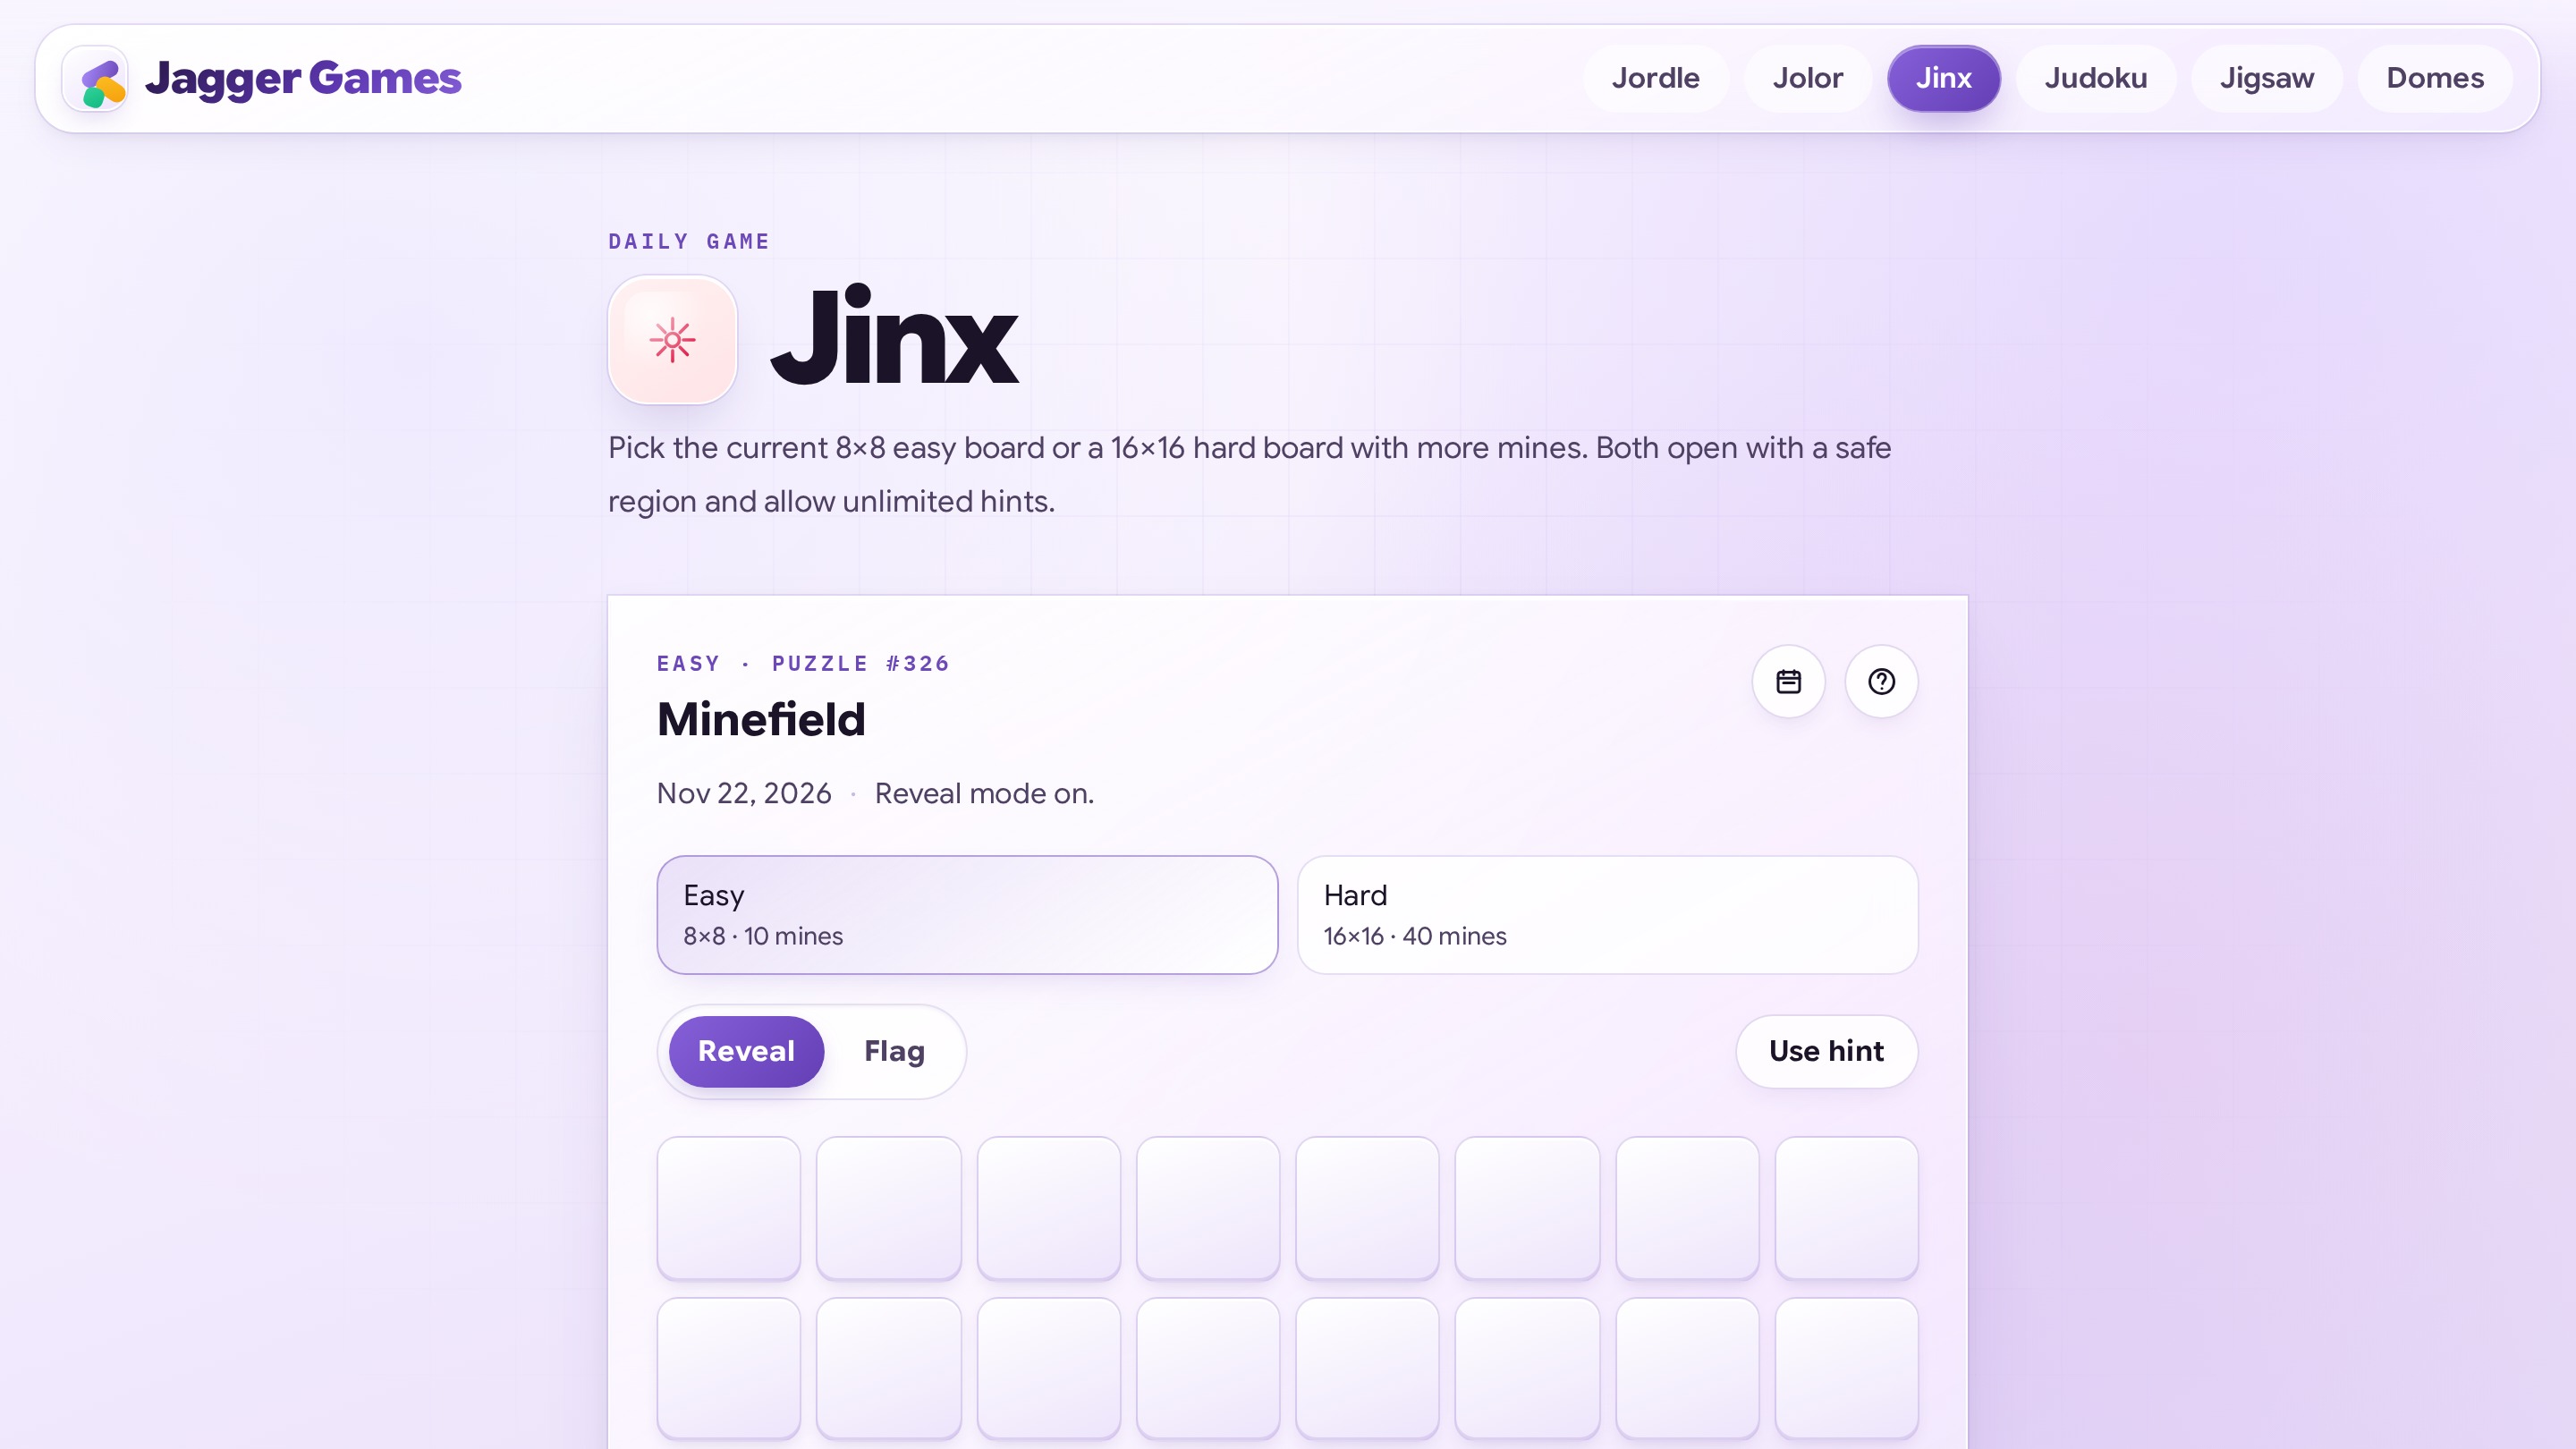 Jagger Games
Jordle
Jolor
Jinx
Judoku
Jigsaw
Domes
DAILY GAME
Jinx
Pick the current 8×8 easy board or a 16×16 hard board with more mines. Both open with a safe
region and allow unlimited hints.
EASY · PUZZLE #326
Minefield
Nov 22, 2026 · Reveal mode on.
Easy
8×8 · 10 mines
Hard
16×16 · 40 mines
Reveal
Flag
Use hint